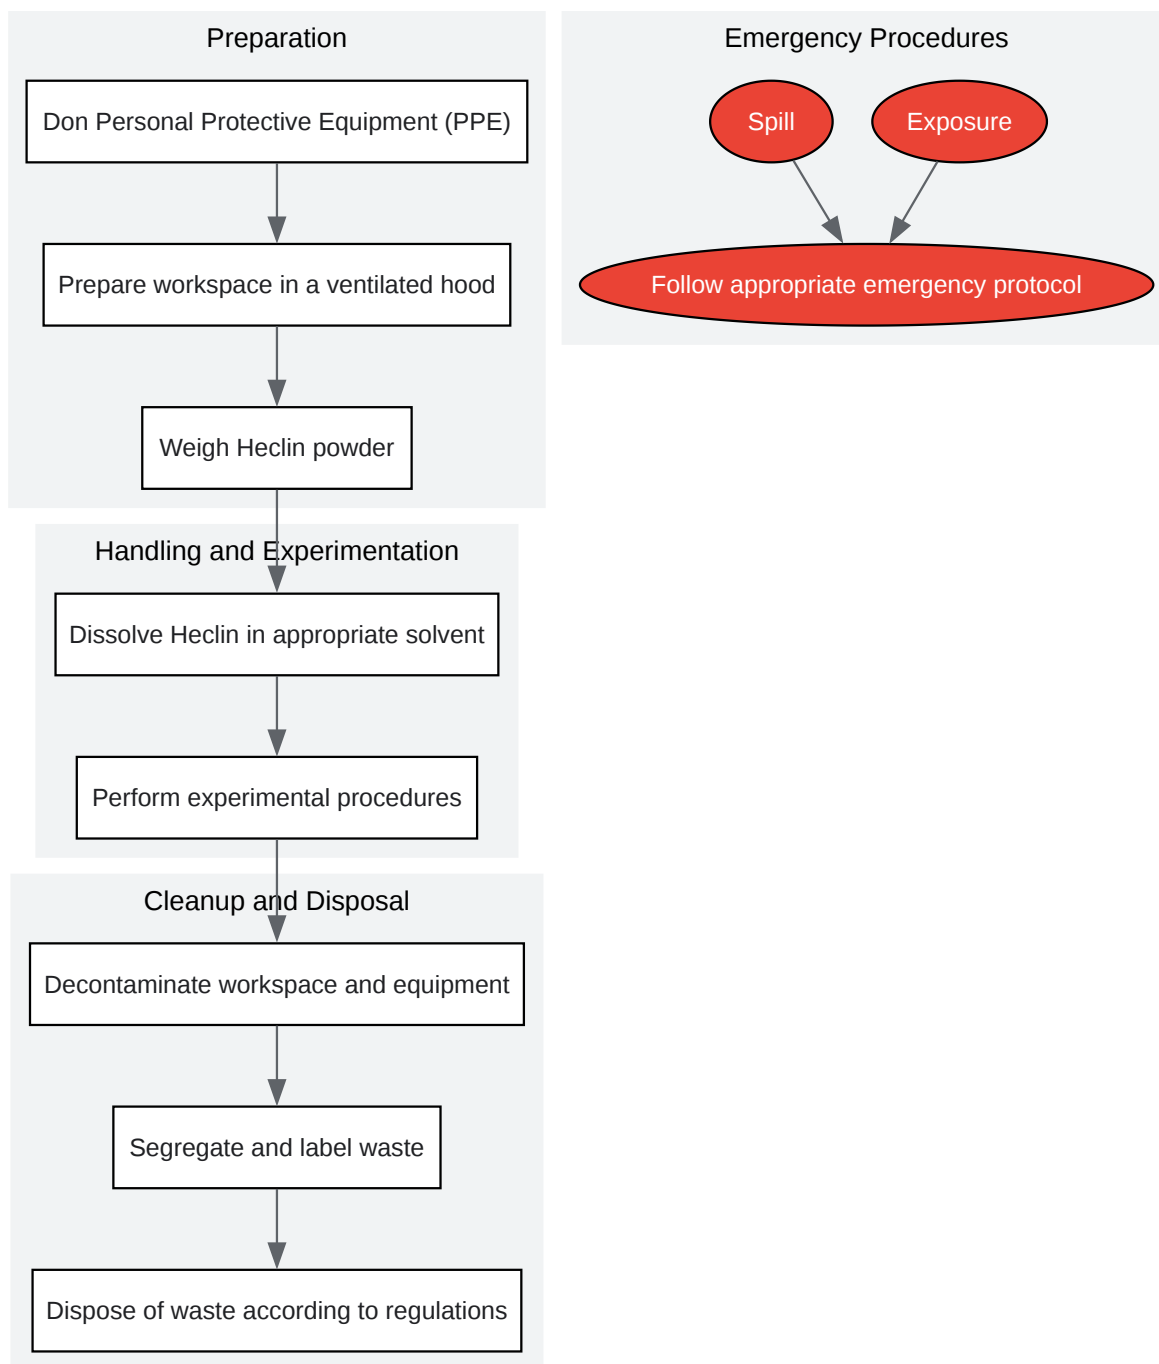 Preparation
Don Personal Protective Equipment (PPE)
Prepare workspace in a ventilated hood
Weigh Heclin powder
Handling and Experimentation
Dissolve Heclin in appropriate solvent
Perform experimental procedures
Cleanup and Disposal
Decontaminate workspace and equipment
Segregate and label waste
Dispose of waste according to regulations
Emergency Procedures
Spill
Exposure
Follow appropriate emergency protocol